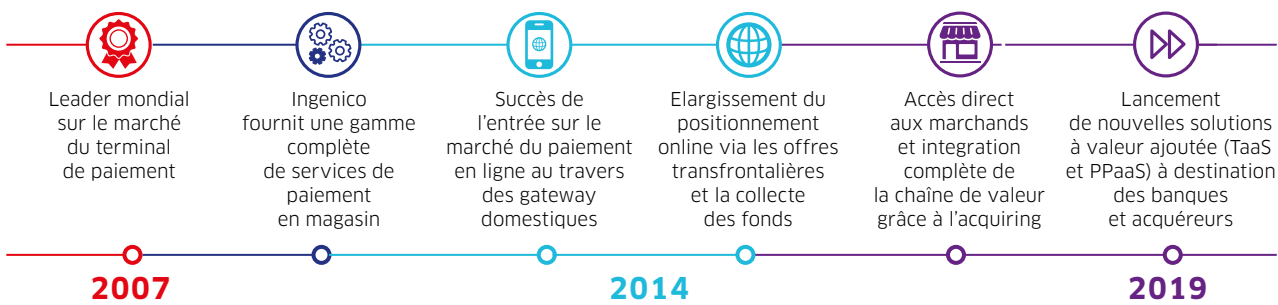 Leader mondial
sur le marché
du terminal
de paiement
Ingenico
fournit une gamme
complète
de services de
paiement
en magasin
Succès de
l'entrée sur le
marché du paiement
en ligne au travers
des gateway
domestiques
Elargissement du
positionnement
online via les offres
transfrontalières
et la collecte
des fonds
Accès direct
aux marchands
et integration
complète de
la chaîne de valeur
grâce à l'acquiring
Lancement
de nouvelles solutions
à valeur ajoutée (TaaS
et PPaaS) à destination
des banques
et acquéreurs
2007
2014
2019